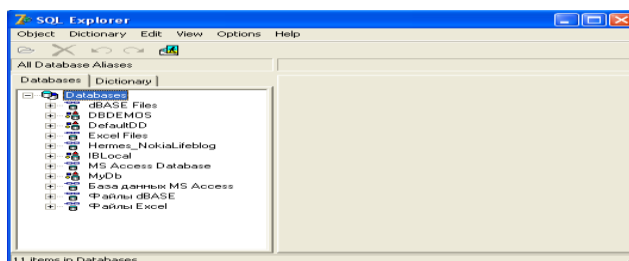 SQL Explorer
Object Dictionary Edit View Options Help
All Database Aliases
Databases Dictionary
Databases
dBASE Files
DBDEMOS
DefaultDD
Excel Files
Hermes_NokiaLifeblog
IBLocal
MS Access Database
MyDb
База данных MS Access
Файлы dBASE
Файлы Excel
11 items in Databases